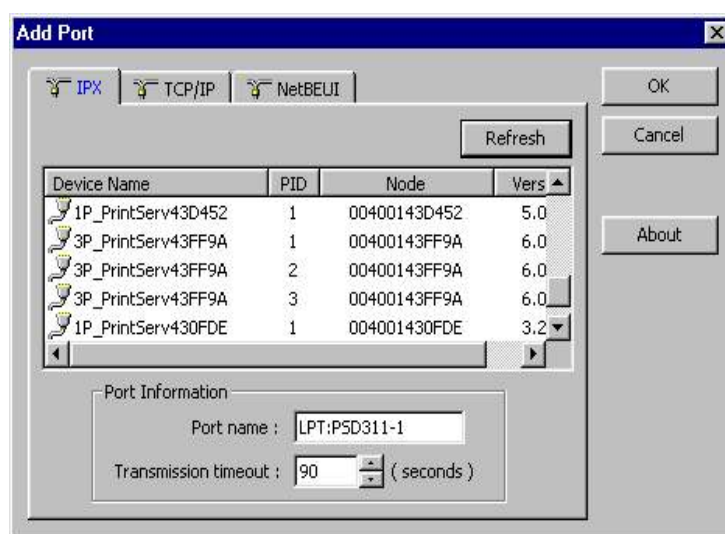 Add Port
IPX TCP/IP NetBEUI
OK
Refresh
Cancel
Device Name PID Node Vers
1P_PrintServ43D452 1 00400143D452 5.0
3P_PrintServ43FF9A 1 00400143FF9A 6.0
About
3P_PrintServ43FF9A 2 00400143FF9A 6.0
3P_PrintServ43FF9A 3 00400143FF9A 6.0
1P_PrintServ430FDE 1 004001430FDE 3.2
Port Information
Port name : LPT:PSD311-1
Transmission timeout : 90 ( seconds )